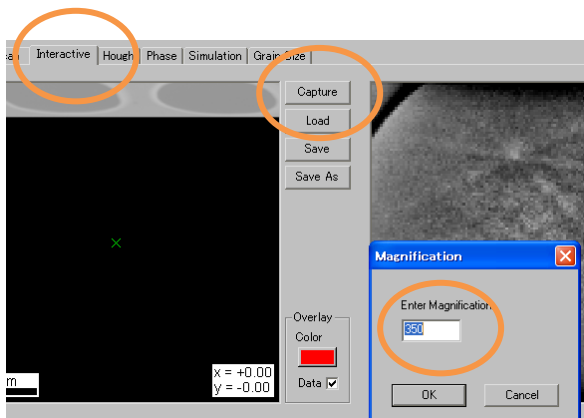 Interactive Hough Phase Simulation Grain Size
Capture
Load
Save
Save As
Magnification
Enter Magnification
350
OK Cancel
Overlay
Color
Data
x = +0.00
y = -0.00
m